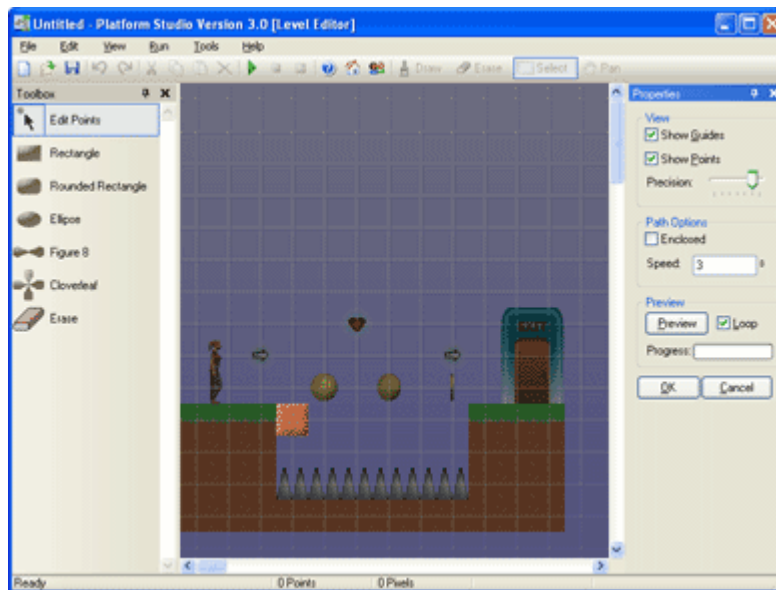 Untitled - Platform Studio Version 3.0 [Level Editor]
File Edit View Run Tools Help
Draw Erase Select Pan
Toolbox
Properties
Edit Points
Rectangle
Rounded Rectangle
Ellipse
Figure 8
Cloverleaf
Erase
View
Show Guides
Show Points
Precision:
Path Options
Enclosed
Speed: 3 s
Preview
Preview Loop
Progress:
OK Cancel
EXIT
Ready 0 Points 0 Pixels